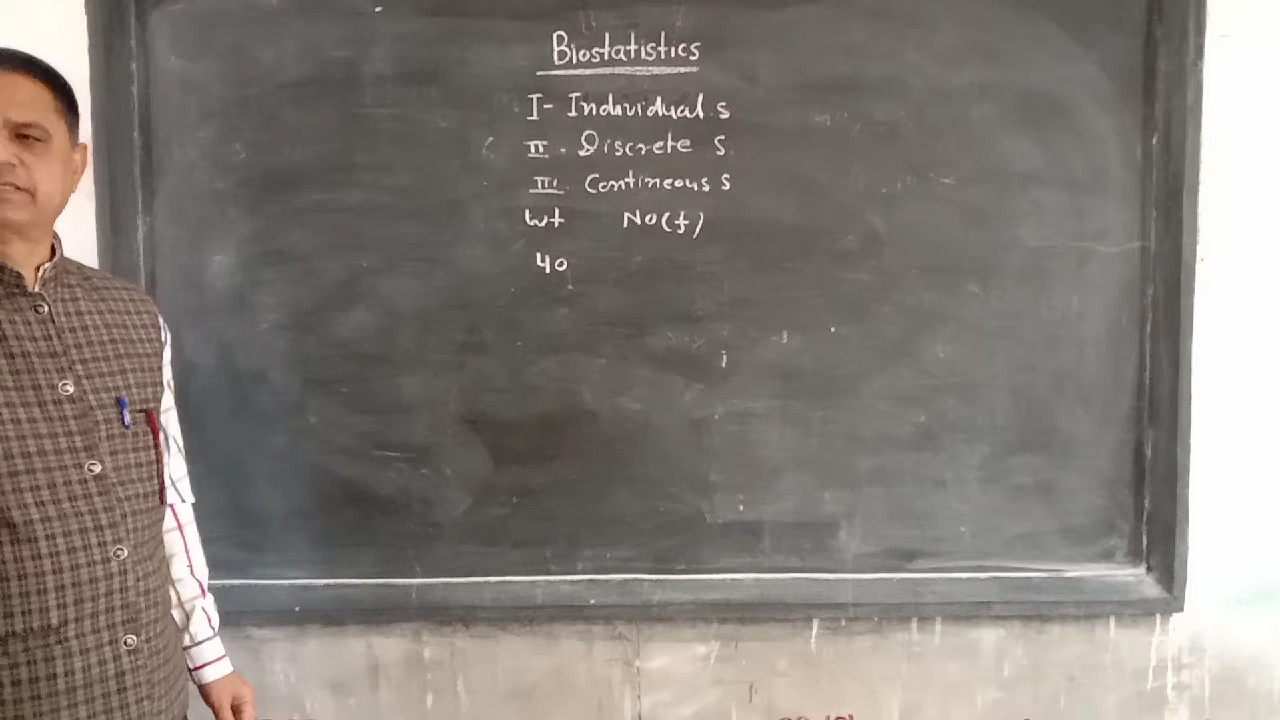 Biostatistics
I- Individual s
II. Discrete s
III. Contineous s
wt No(f)
40